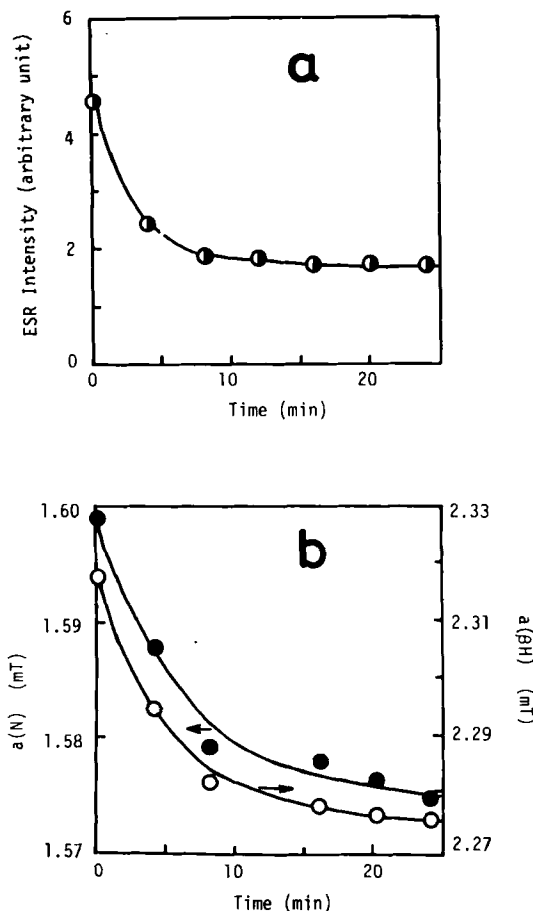 a
ESR Intensity (arbitrary unit)
6
4
2
0
0
10
20
Time (min)
b
a(N) (mT)
1.60
1.59
1.58
1.57
2.33
2.31
2.29
2.27
a(βH) (mT)
0
10
20
Time (min)